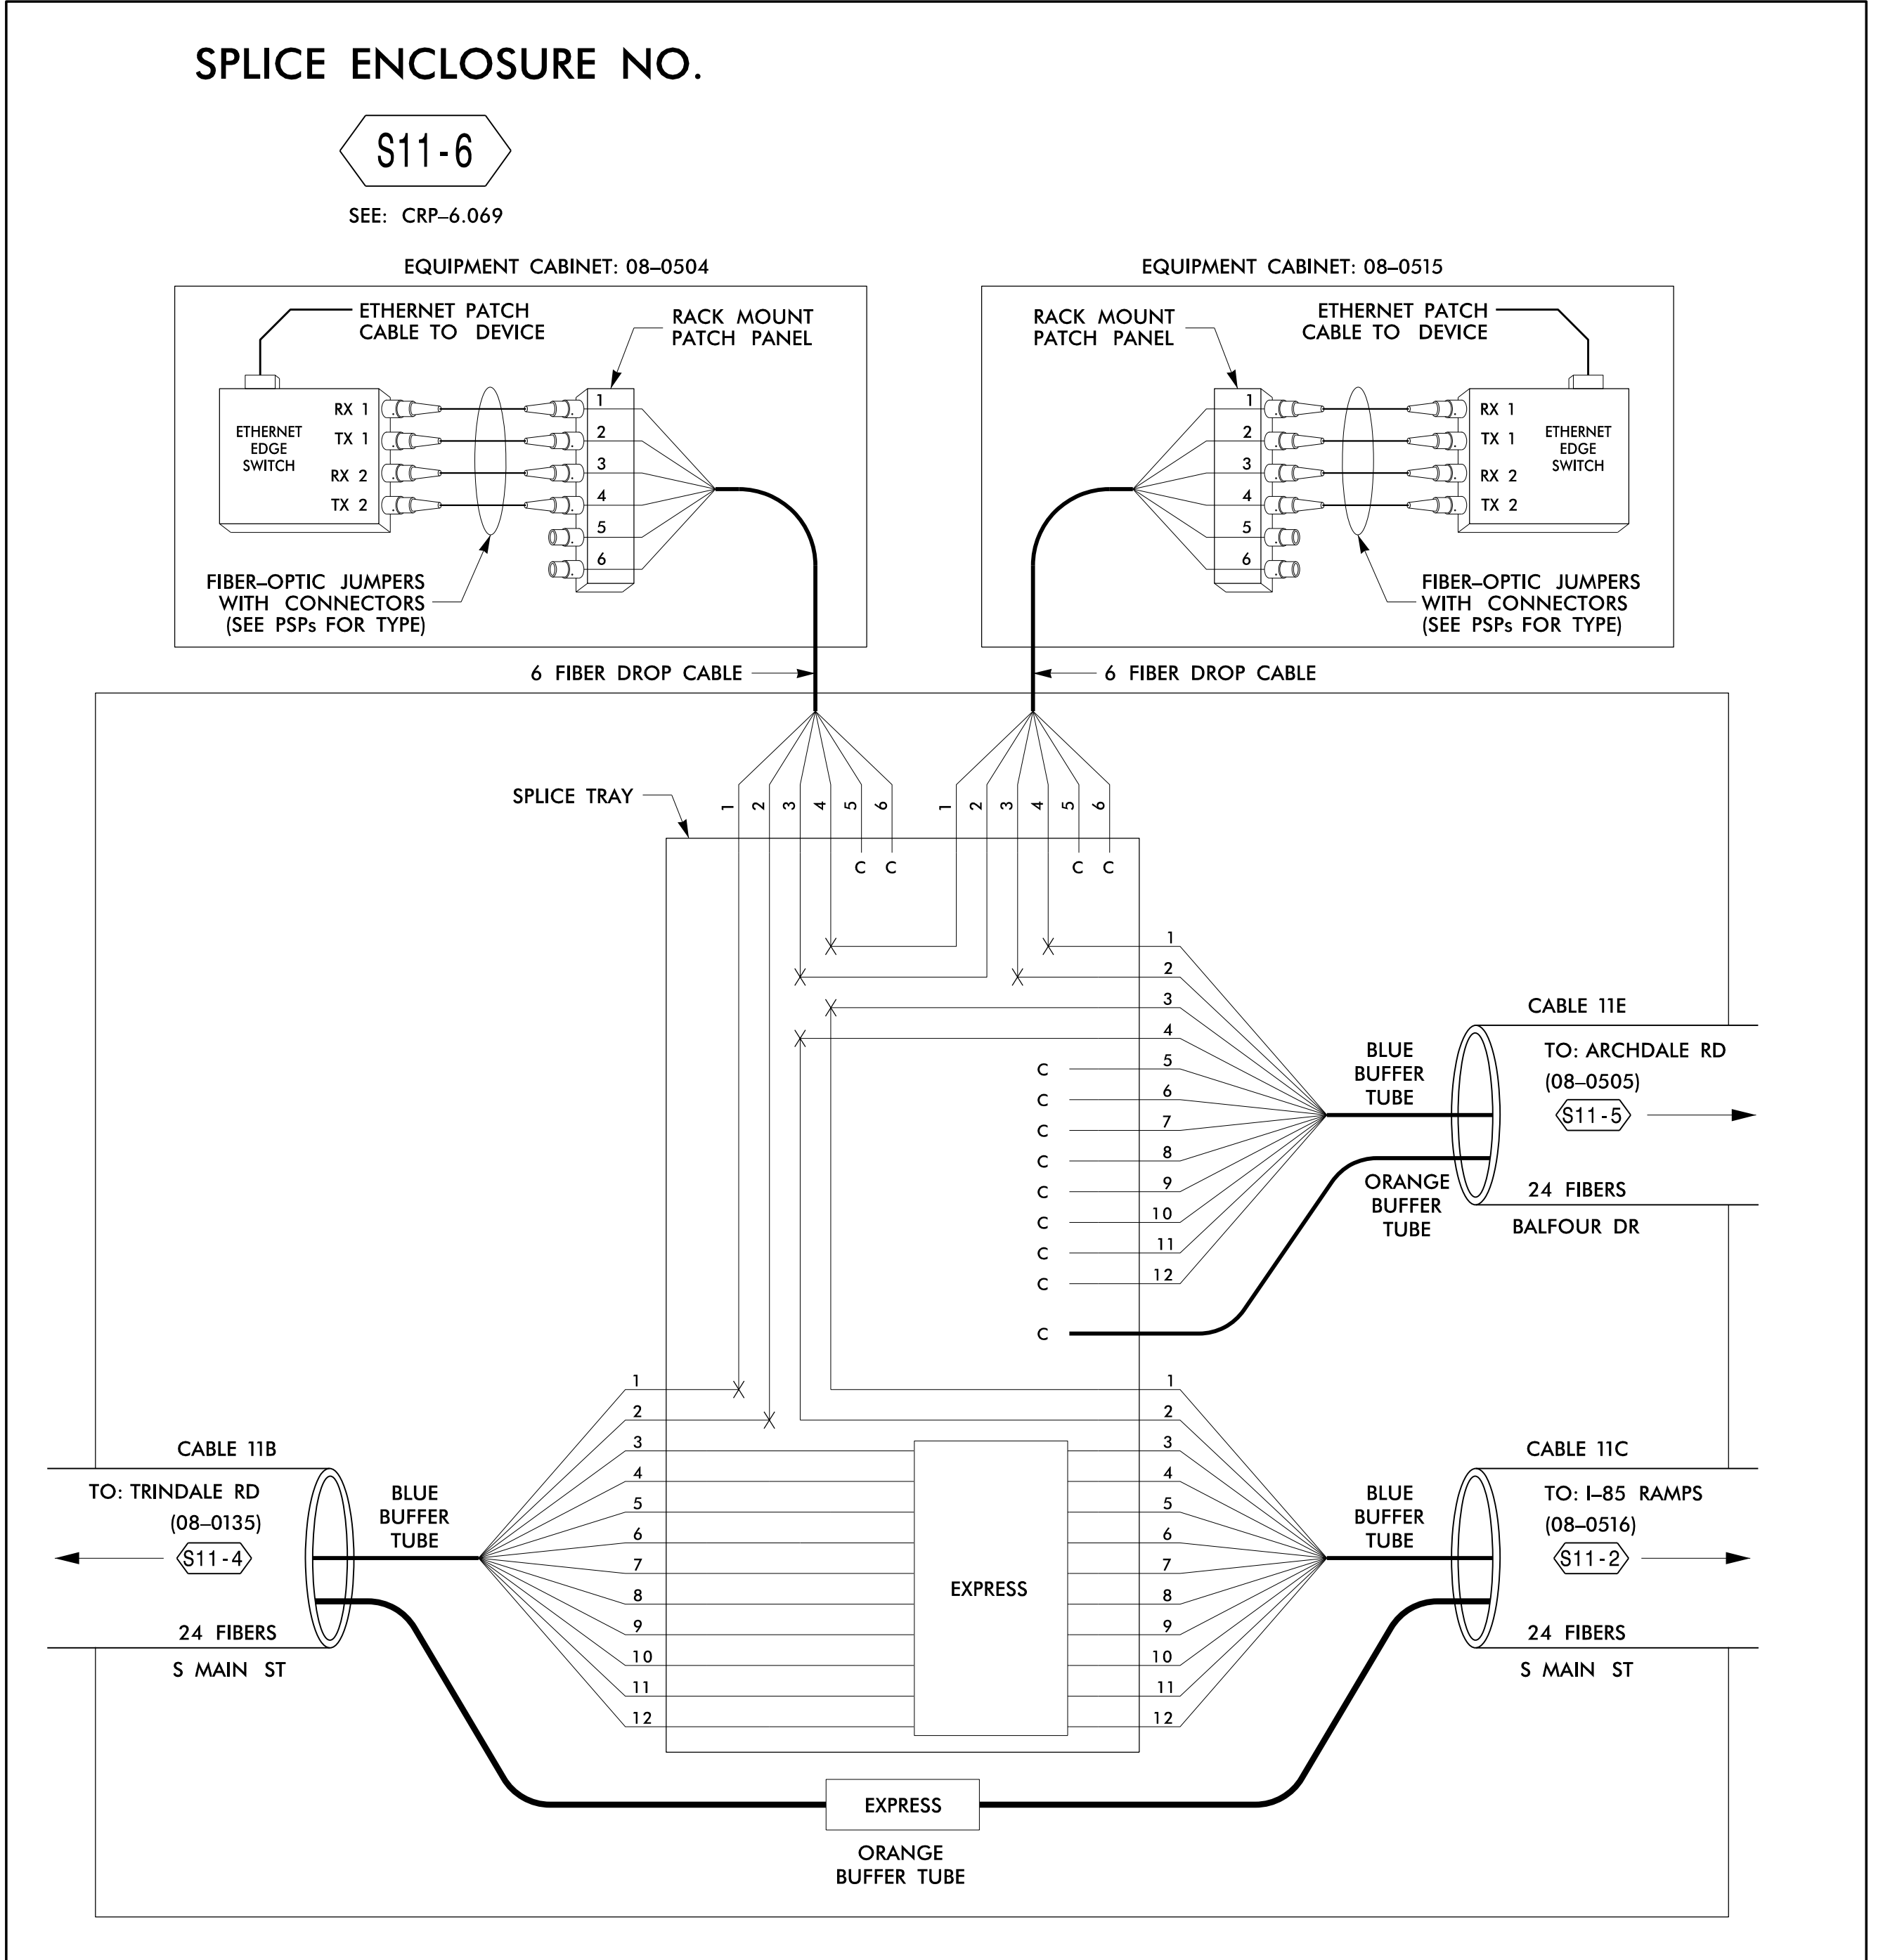 SPLICE ENCLOSURE NO.
S11-6
SEE: CRP–6.069
EQUIPMENT CABINET: 08–0504
ETHERNET PATCH
CABLE TO DEVICE
RACK MOUNT
PATCH PANEL
ETHERNET
EDGE
SWITCH
RX 1
TX 1
RX 2
TX 2
1
2
3
4
5
6
FIBER–OPTIC JUMPERS
WITH CONNECTORS
(SEE PSPs FOR TYPE)
EQUIPMENT CABINET: 08–0515
RACK MOUNT
PATCH PANEL
ETHERNET PATCH
CABLE TO DEVICE
1
2
3
4
5
6
RX 1
TX 1
RX 2
TX 2
ETHERNET
EDGE
SWITCH
FIBER–OPTIC JUMPERS
WITH CONNECTORS
(SEE PSPs FOR TYPE)
6 FIBER DROP CABLE
6 FIBER DROP CABLE
SPLICE TRAY
1 2 3 4 5 6
1 2 3 4 5 6
C C
C C
1
2
3
4
C 5
C 6
C 7
C 8
C 9
C 10
C 11
C 12
C
BLUE
BUFFER
TUBE
ORANGE
BUFFER
TUBE
CABLE 11E
TO: ARCHDALE RD
(08–0505)
S11-5
24 FIBERS
BALFOUR DR
CABLE 11B
TO: TRINDALE RD
(08–0135)
S11-4
24 FIBERS
S MAIN ST
BLUE
BUFFER
TUBE
1
2
3
4
5
6
7
8
9
10
11
12
EXPRESS
1
2
3
4
5
6
7
8
9
10
11
12
BLUE
BUFFER
TUBE
CABLE 11C
TO: I–85 RAMPS
(08–0516)
S11-2
24 FIBERS
S MAIN ST
EXPRESS
ORANGE
BUFFER TUBE